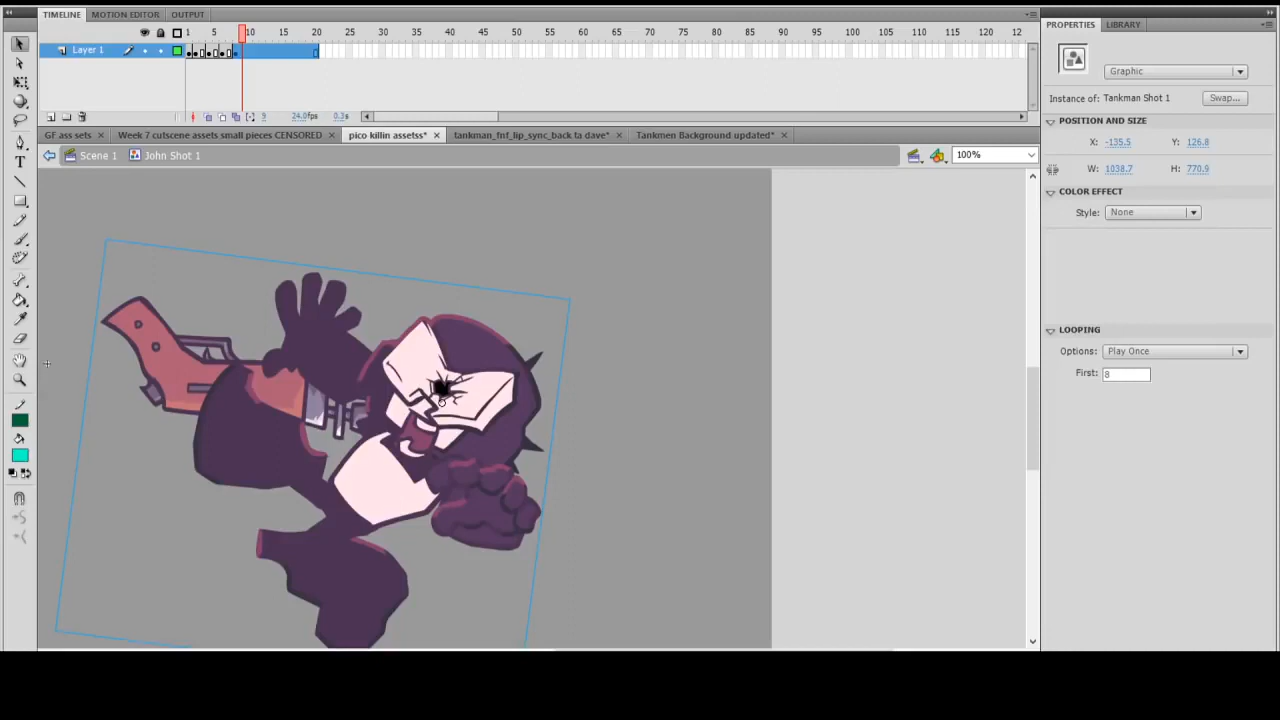 TIMELINE MOTION EDITOR OUTPUT
1 5 10 15 20 25 30 35 40 45 50 55 60 65 70 75 80 85 90 95 100 105 110 115 12
Layer 1
9 24.0fps 0.3s
GF ass sets Week 7 cutscene assets small pieces CENSORED pico killin assetss* tankman_fnf_lip_sync_back ta dave* Tankmen Background updated*
Scene 1 John Shot 1 100%
PROPERTIES LIBRARY
Graphic
Instance of: Tankman Shot 1 Swap...
POSITION AND SIZE
X: -135.5 Y: 126.8
W: 1038.7 H: 770.9
COLOR EFFECT
Style: None
LOOPING
Options: Play Once
First: 8